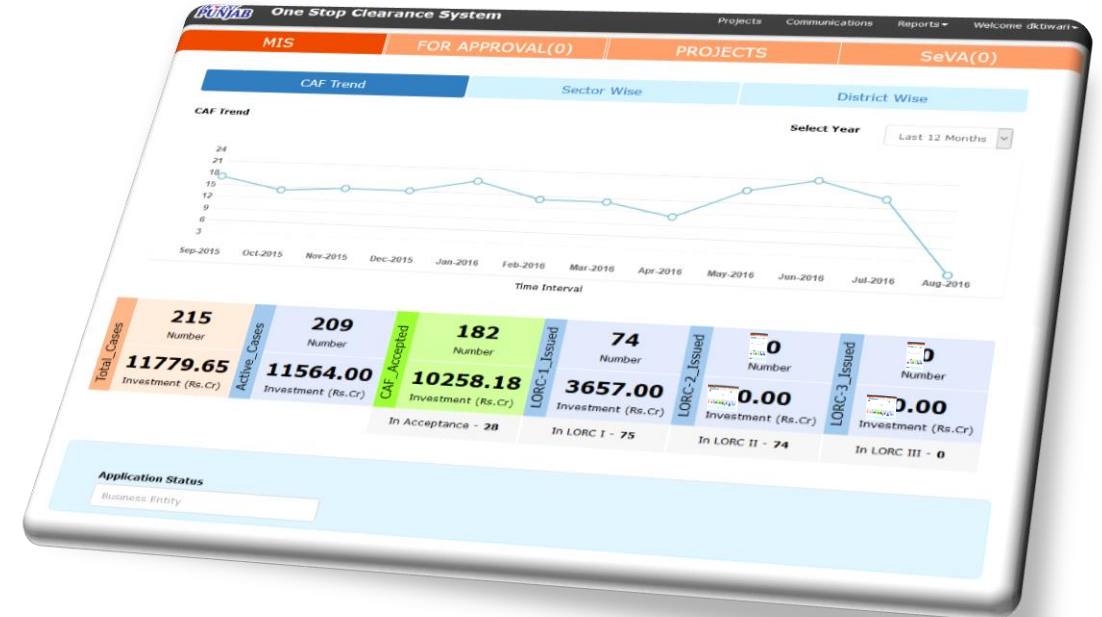 PUNJAB One Stop Clearance System Projects Communications Reports Welcome dktiwari
MIS FOR APPROVAL(0) PROJECTS SeVA(0)
CAF Trend Sector Wise District Wise
CAF Trend
Select Year Last 12 Months
24
21
18
15
12
9
6
3
Sep-2015 Oct-2015 Nov-2015 Dec-2015 Jan-2016 Feb-2016 Mar-2016 Apr-2016 May-2016 Jun-2016 Jul-2016 Aug-2016
Time Interval
Total_Cases
215
Number
11779.65
Investment (Rs.Cr)
Active_Cases
209
Number
11564.00
Investment (Rs.Cr)
CAF_Accepted
182
Number
10258.18
Investment (Rs.Cr)
In Acceptance - 28
LORC-1_Issued
74
Number
3657.00
Investment (Rs.Cr)
In LORC I - 75
LORC-2_Issued
0
Number
0.00
Investment (Rs.Cr)
In LORC II - 74
LORC-3_Issued
Number
Investment (Rs.Cr)
In LORC III - 0
Application Status
Business Entity